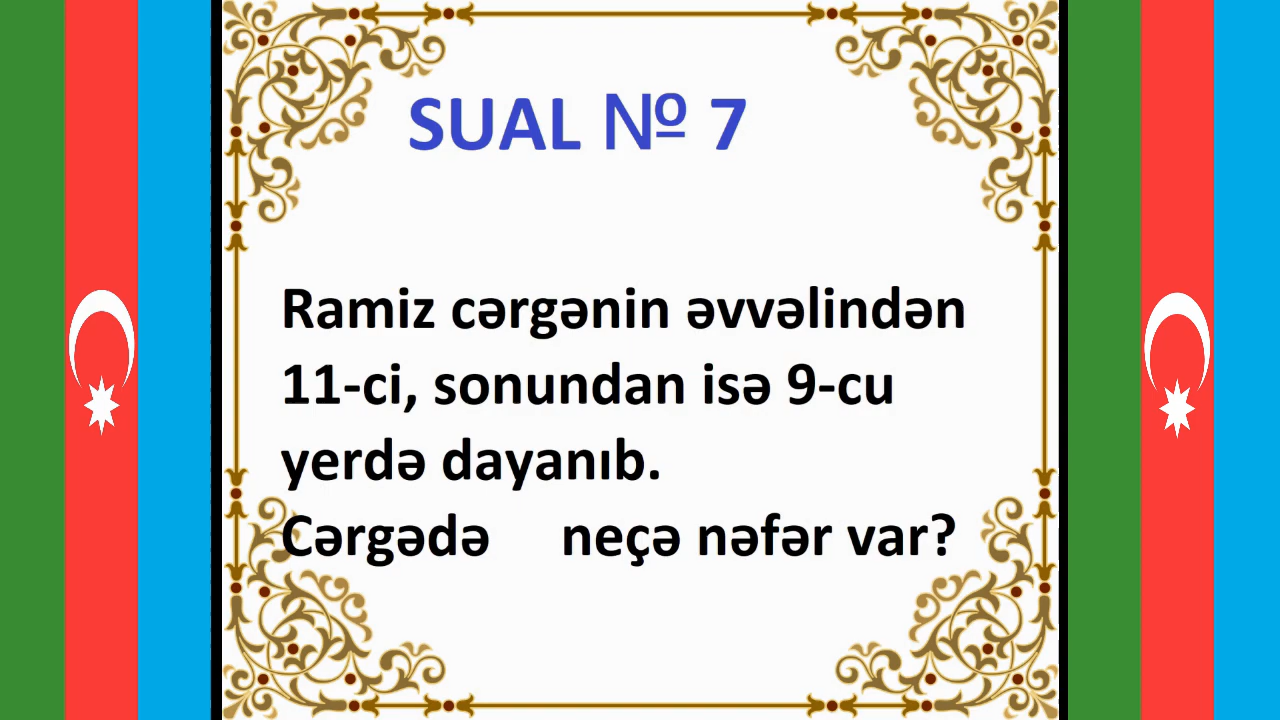 SUAL № 7
Ramiz cərgənin əvvəlindən
11-ci, sonundan isə 9-cu
yerdə dayanıb.
Cərgədə neçə nəfər var?